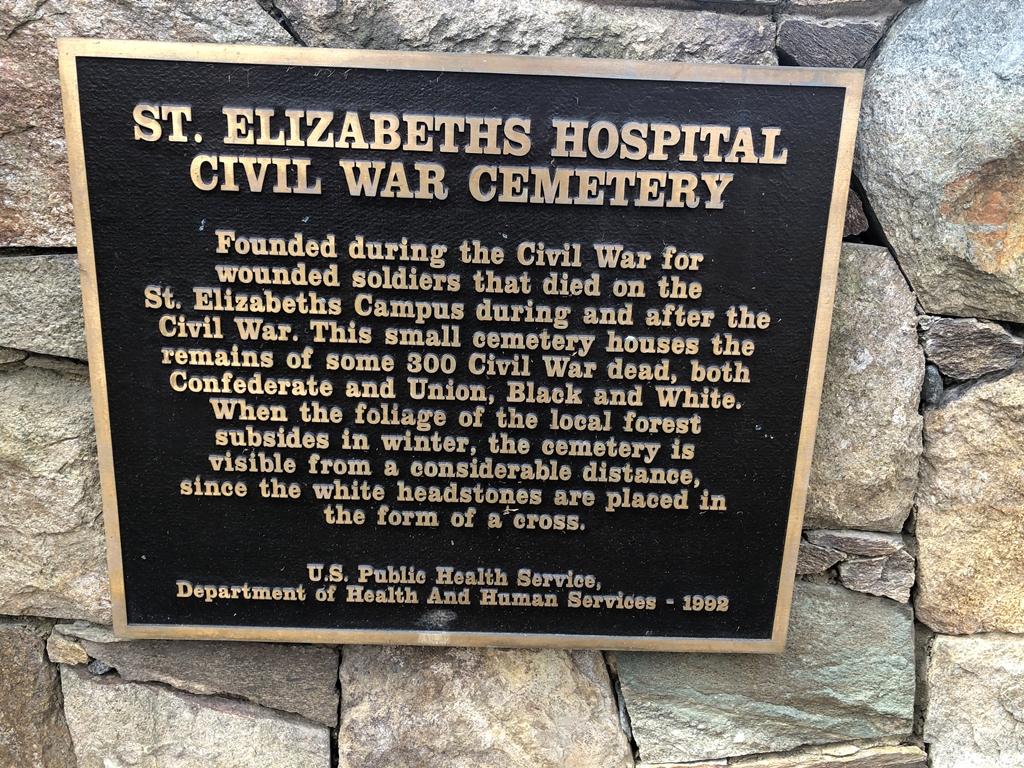 ST. ELIZABETHS HOSPITAL
CIVIL WAR CEMETERY
Founded during the Civil War for
wounded soldiers that died on the
St. Elizabeths Campus during and after the
Civil War. This small cemetery houses the
remains of some 300 Civil War dead, both
Confederate and Union, Black and White.
When the foliage of the local forest
subsides in winter, the cemetery is
visible from a considerable distance,
since the white headstones are placed in
the form of a cross.
U.S. Public Health Service,
Department of Health And Human Services - 1992